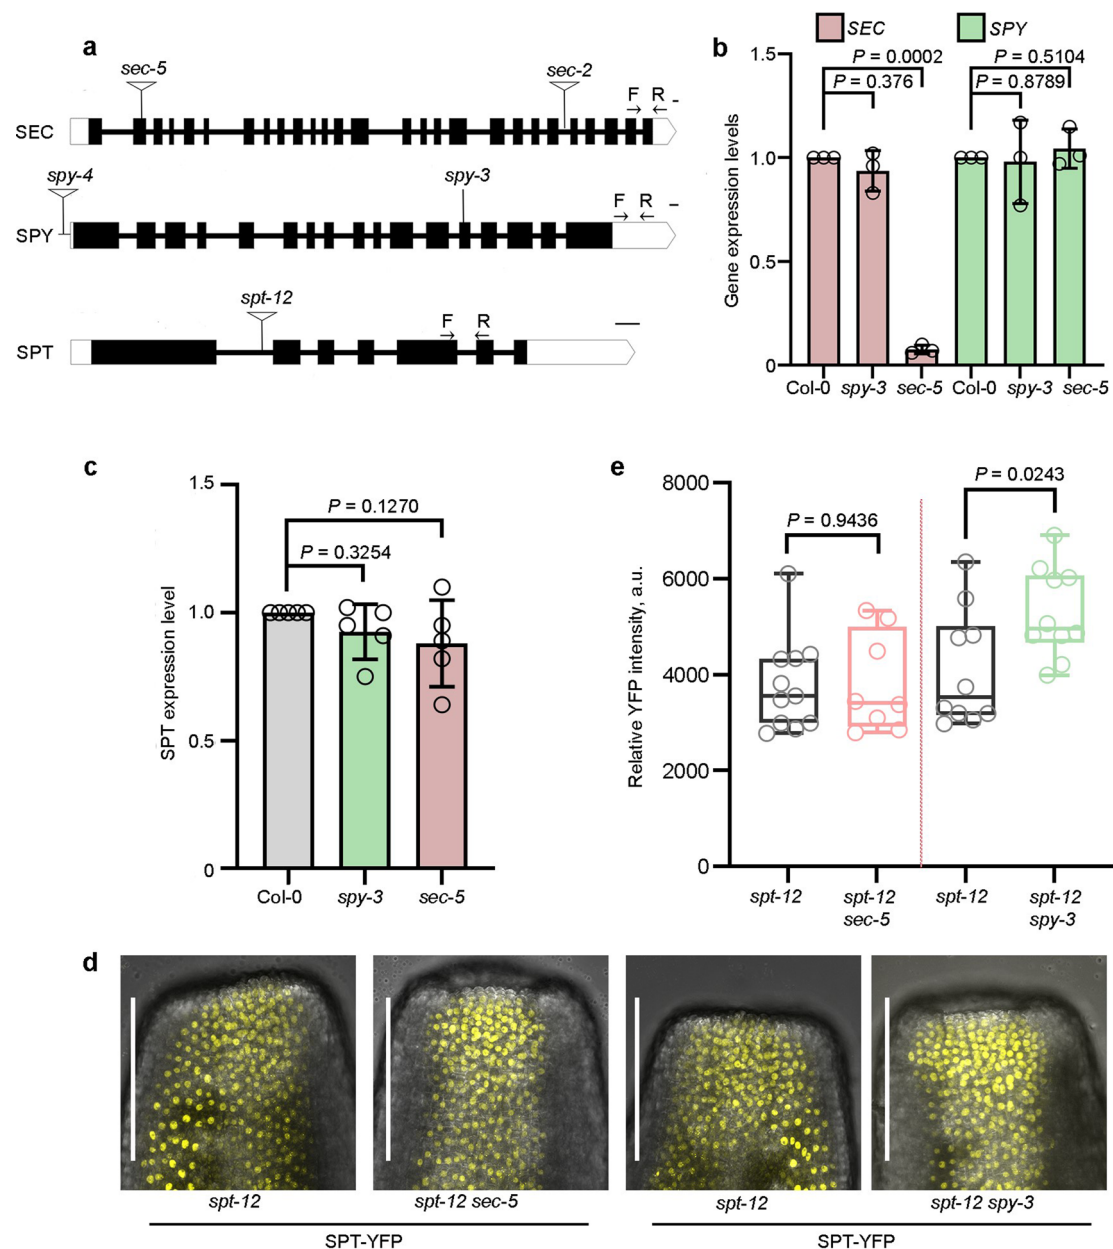 a
sec-5
sec-2
F R
SEC
spy-4
spy-3
F R
SPY
spt-12
F R
SPT
b
SEC
SPY
P = 0.0002
P = 0.376
P = 0.5104
P = 0.8789
Gene expression levels
1.5
1.0
0.5
0
Col-0 spy-3 sec-5 Col-0 spy-3 sec-5
c
SPT expression level
1.5
1.0
0.5
0
P = 0.1270
P = 0.3254
Col-0 spy-3 sec-5
e
Relative YFP intensity, a.u.
8000
6000
4000
2000
0
P = 0.9436
P = 0.0243
spt-12
spt-12
sec-5
spt-12
spt-12
spy-3
d
spt-12
spt-12 sec-5
spt-12
spt-12 spy-3
SPT-YFP
SPT-YFP